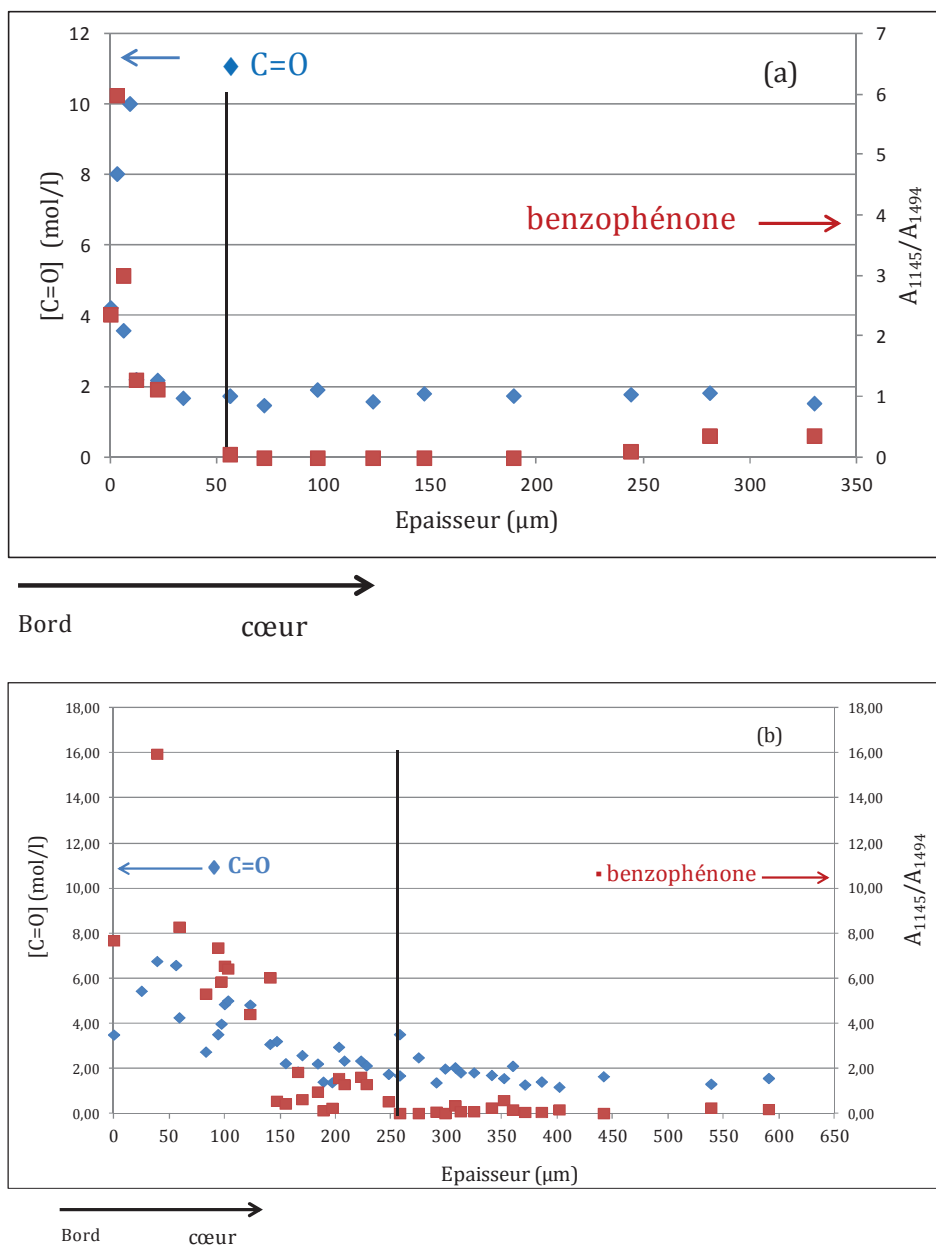 12
10
8
6
4
2
0
[C=O] (mol/l)
C=O
(a)
benzophénone
7
6
5
4
3
2
1
0
A1145/A1494
0 50 100 150 200 250 300 350
Epaisseur (µm)
Bord cœur
18,00
16,00
14,00
12,00
10,00
8,00
6,00
4,00
2,00
0,00
[C=O] (mol/l)
(b)
C=O
benzophénone
18,00
16,00
14,00
12,00
10,00
8,00
6,00
4,00
2,00
0,00
A1145/A1494
0 50 100 150 200 250 300 350 400 450 500 550 600 650
Epaisseur (µm)
Bord cœur